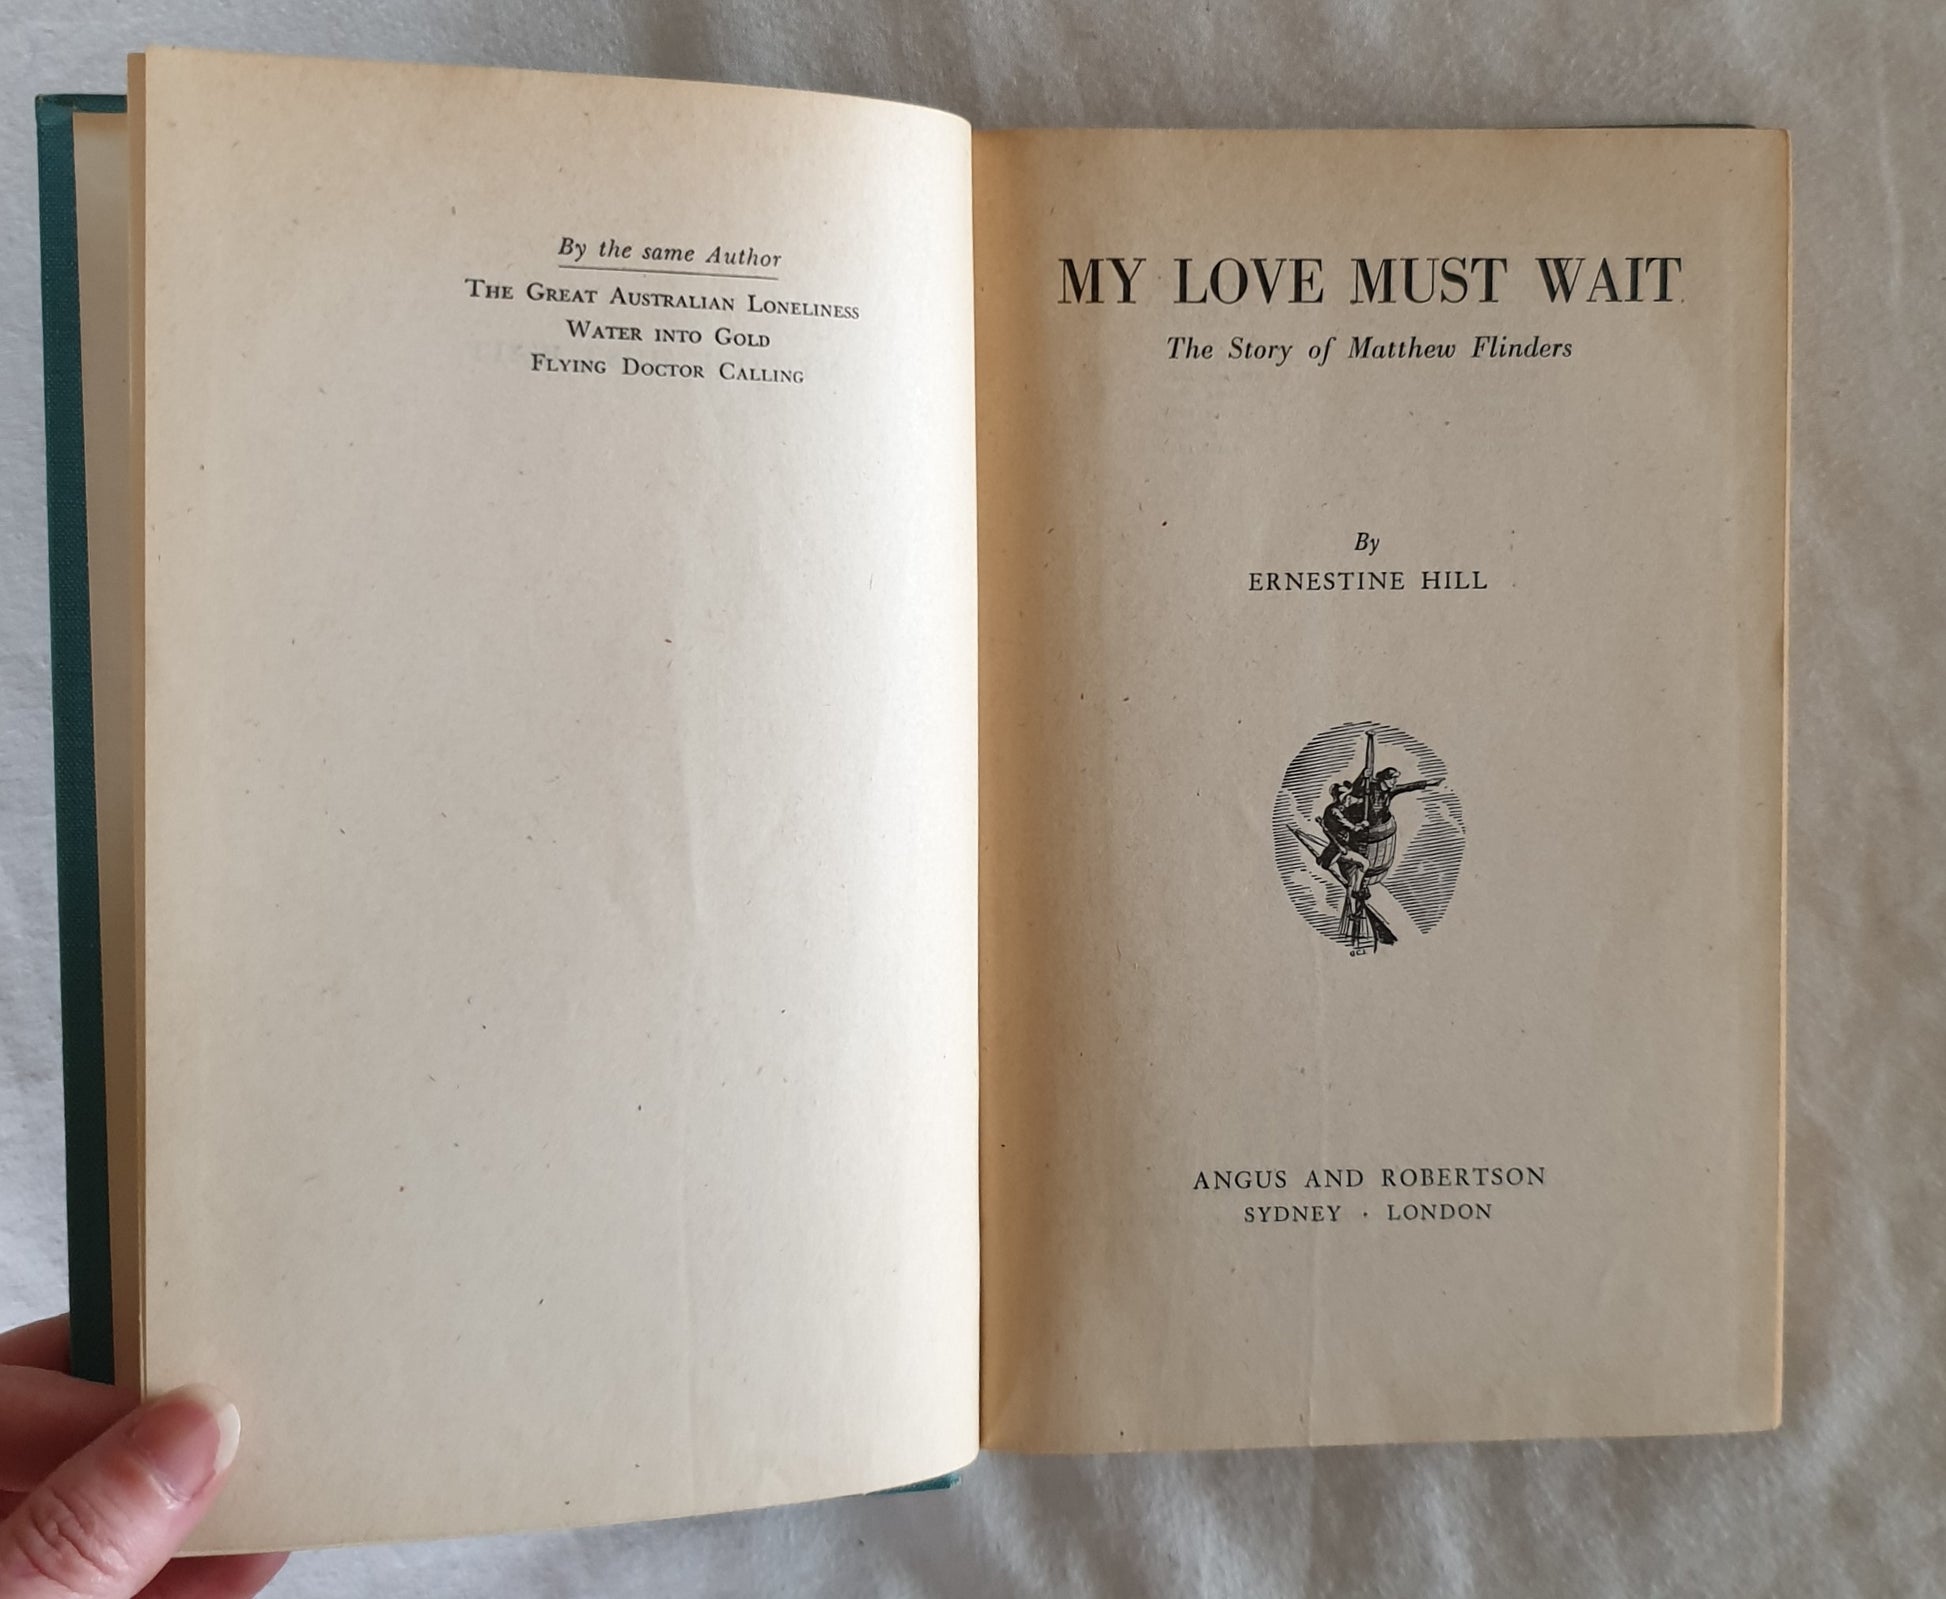 By the same Author
THE GREAT AUSTRALIAN LONELINESS
WATER INTO GOLD
FLYING DOCTOR CALLING
MY LOVE MUST WAIT
The Story of Matthew Flinders
By
ERNESTINE HILL
ANGUS AND ROBERTSON
SYDNEY · LONDON